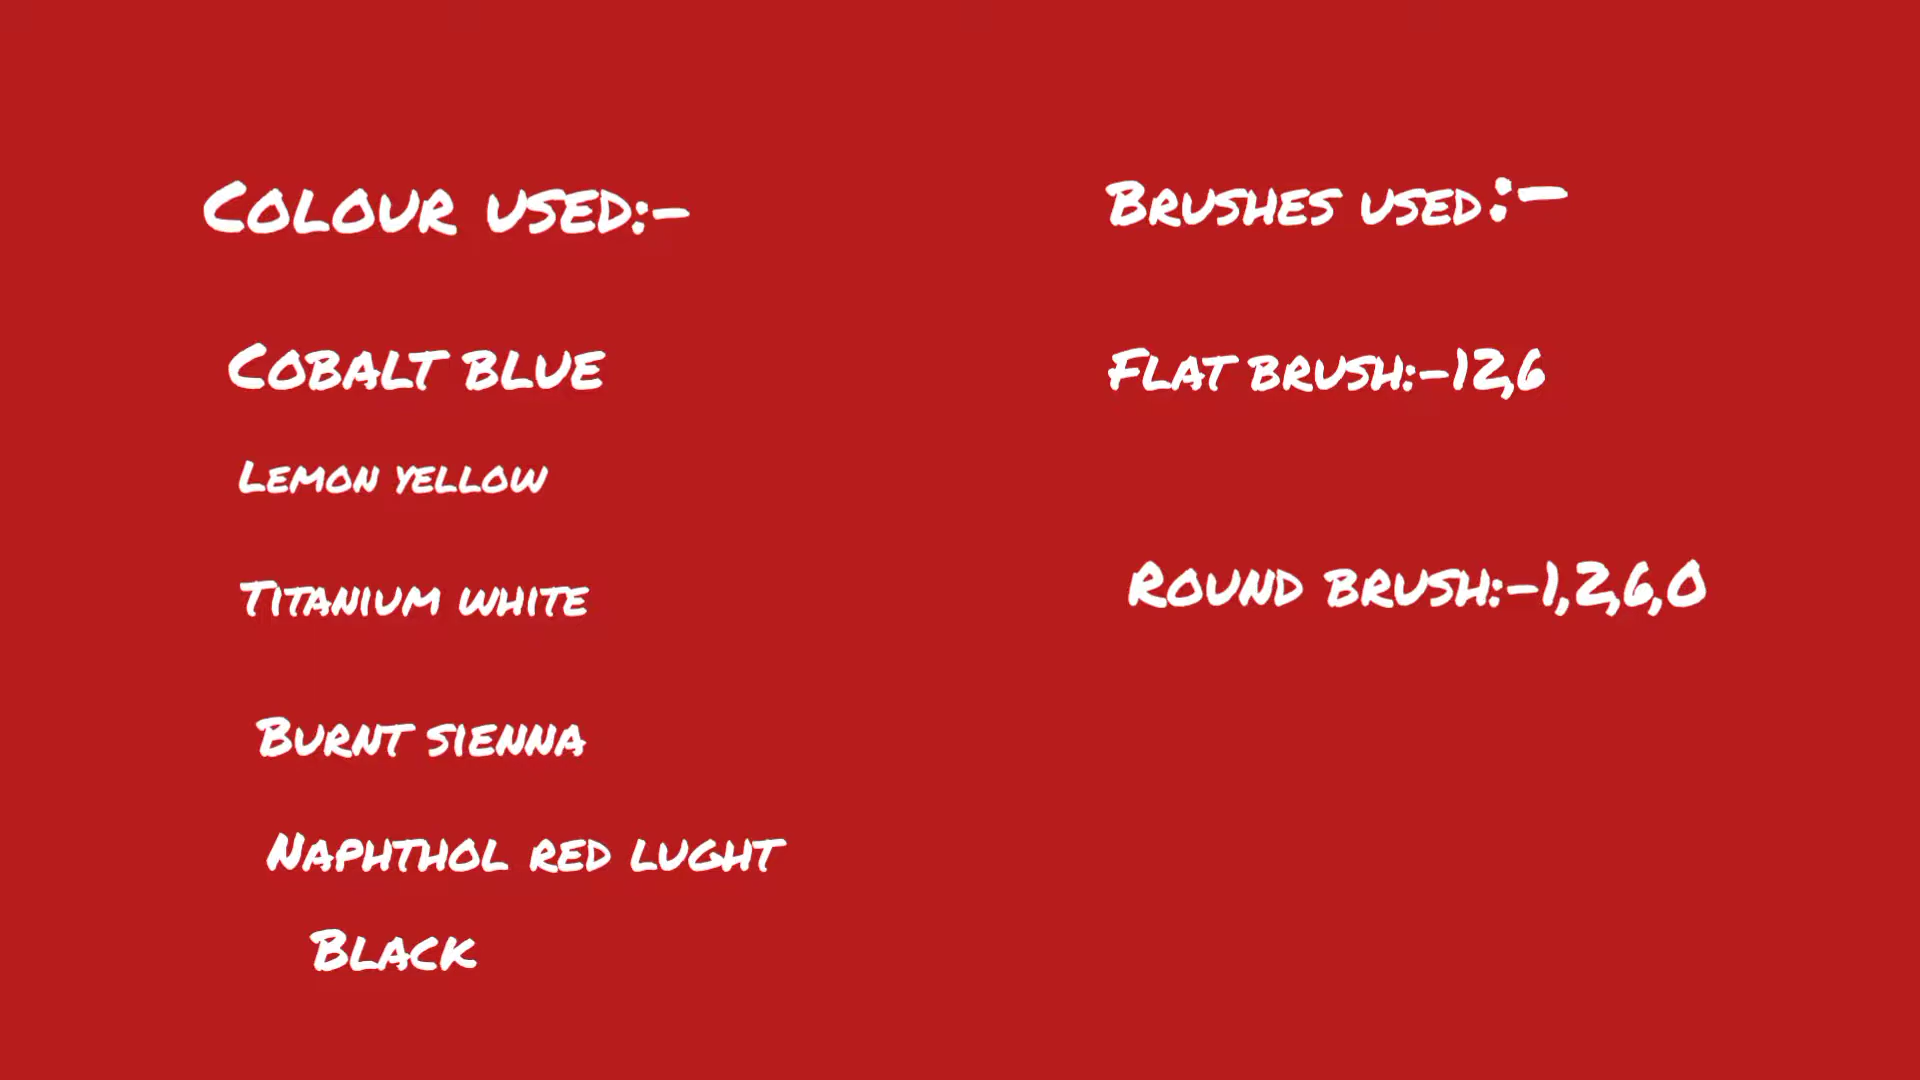 Colour used:-
Cobalt blue
Lemon yellow
Titanium white
Burnt sienna
Naphthol red lught
Black
Brushes used:-
Flat brush:-12,6
Round brush:-1,2,6,0